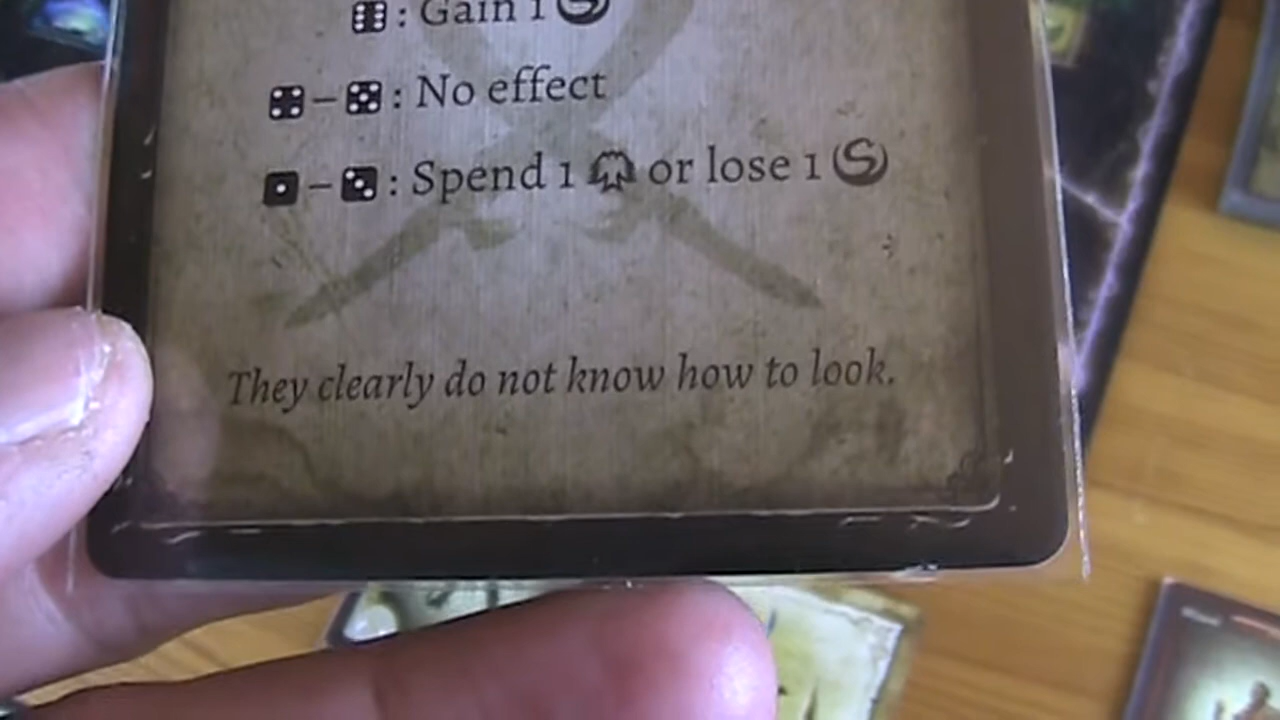 : Gain 1
– : No effect
– : Spend 1 or lose 1 S
They clearly do not know how to look.